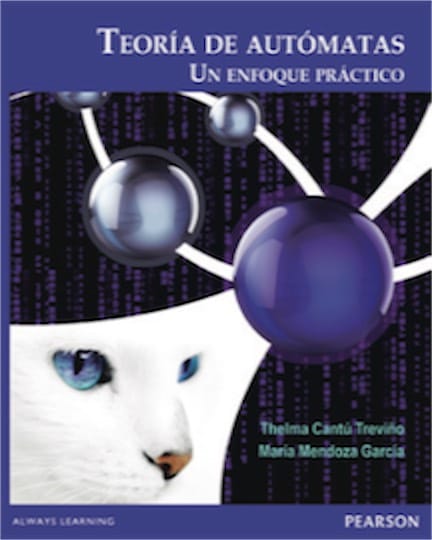 TEORÍA DE AUTÓMATAS
UN ENFOQUE PRÁCTICO
Thelma Cantú Treviño
María Mendoza García
ALWAYS LEARNING
PEARSON